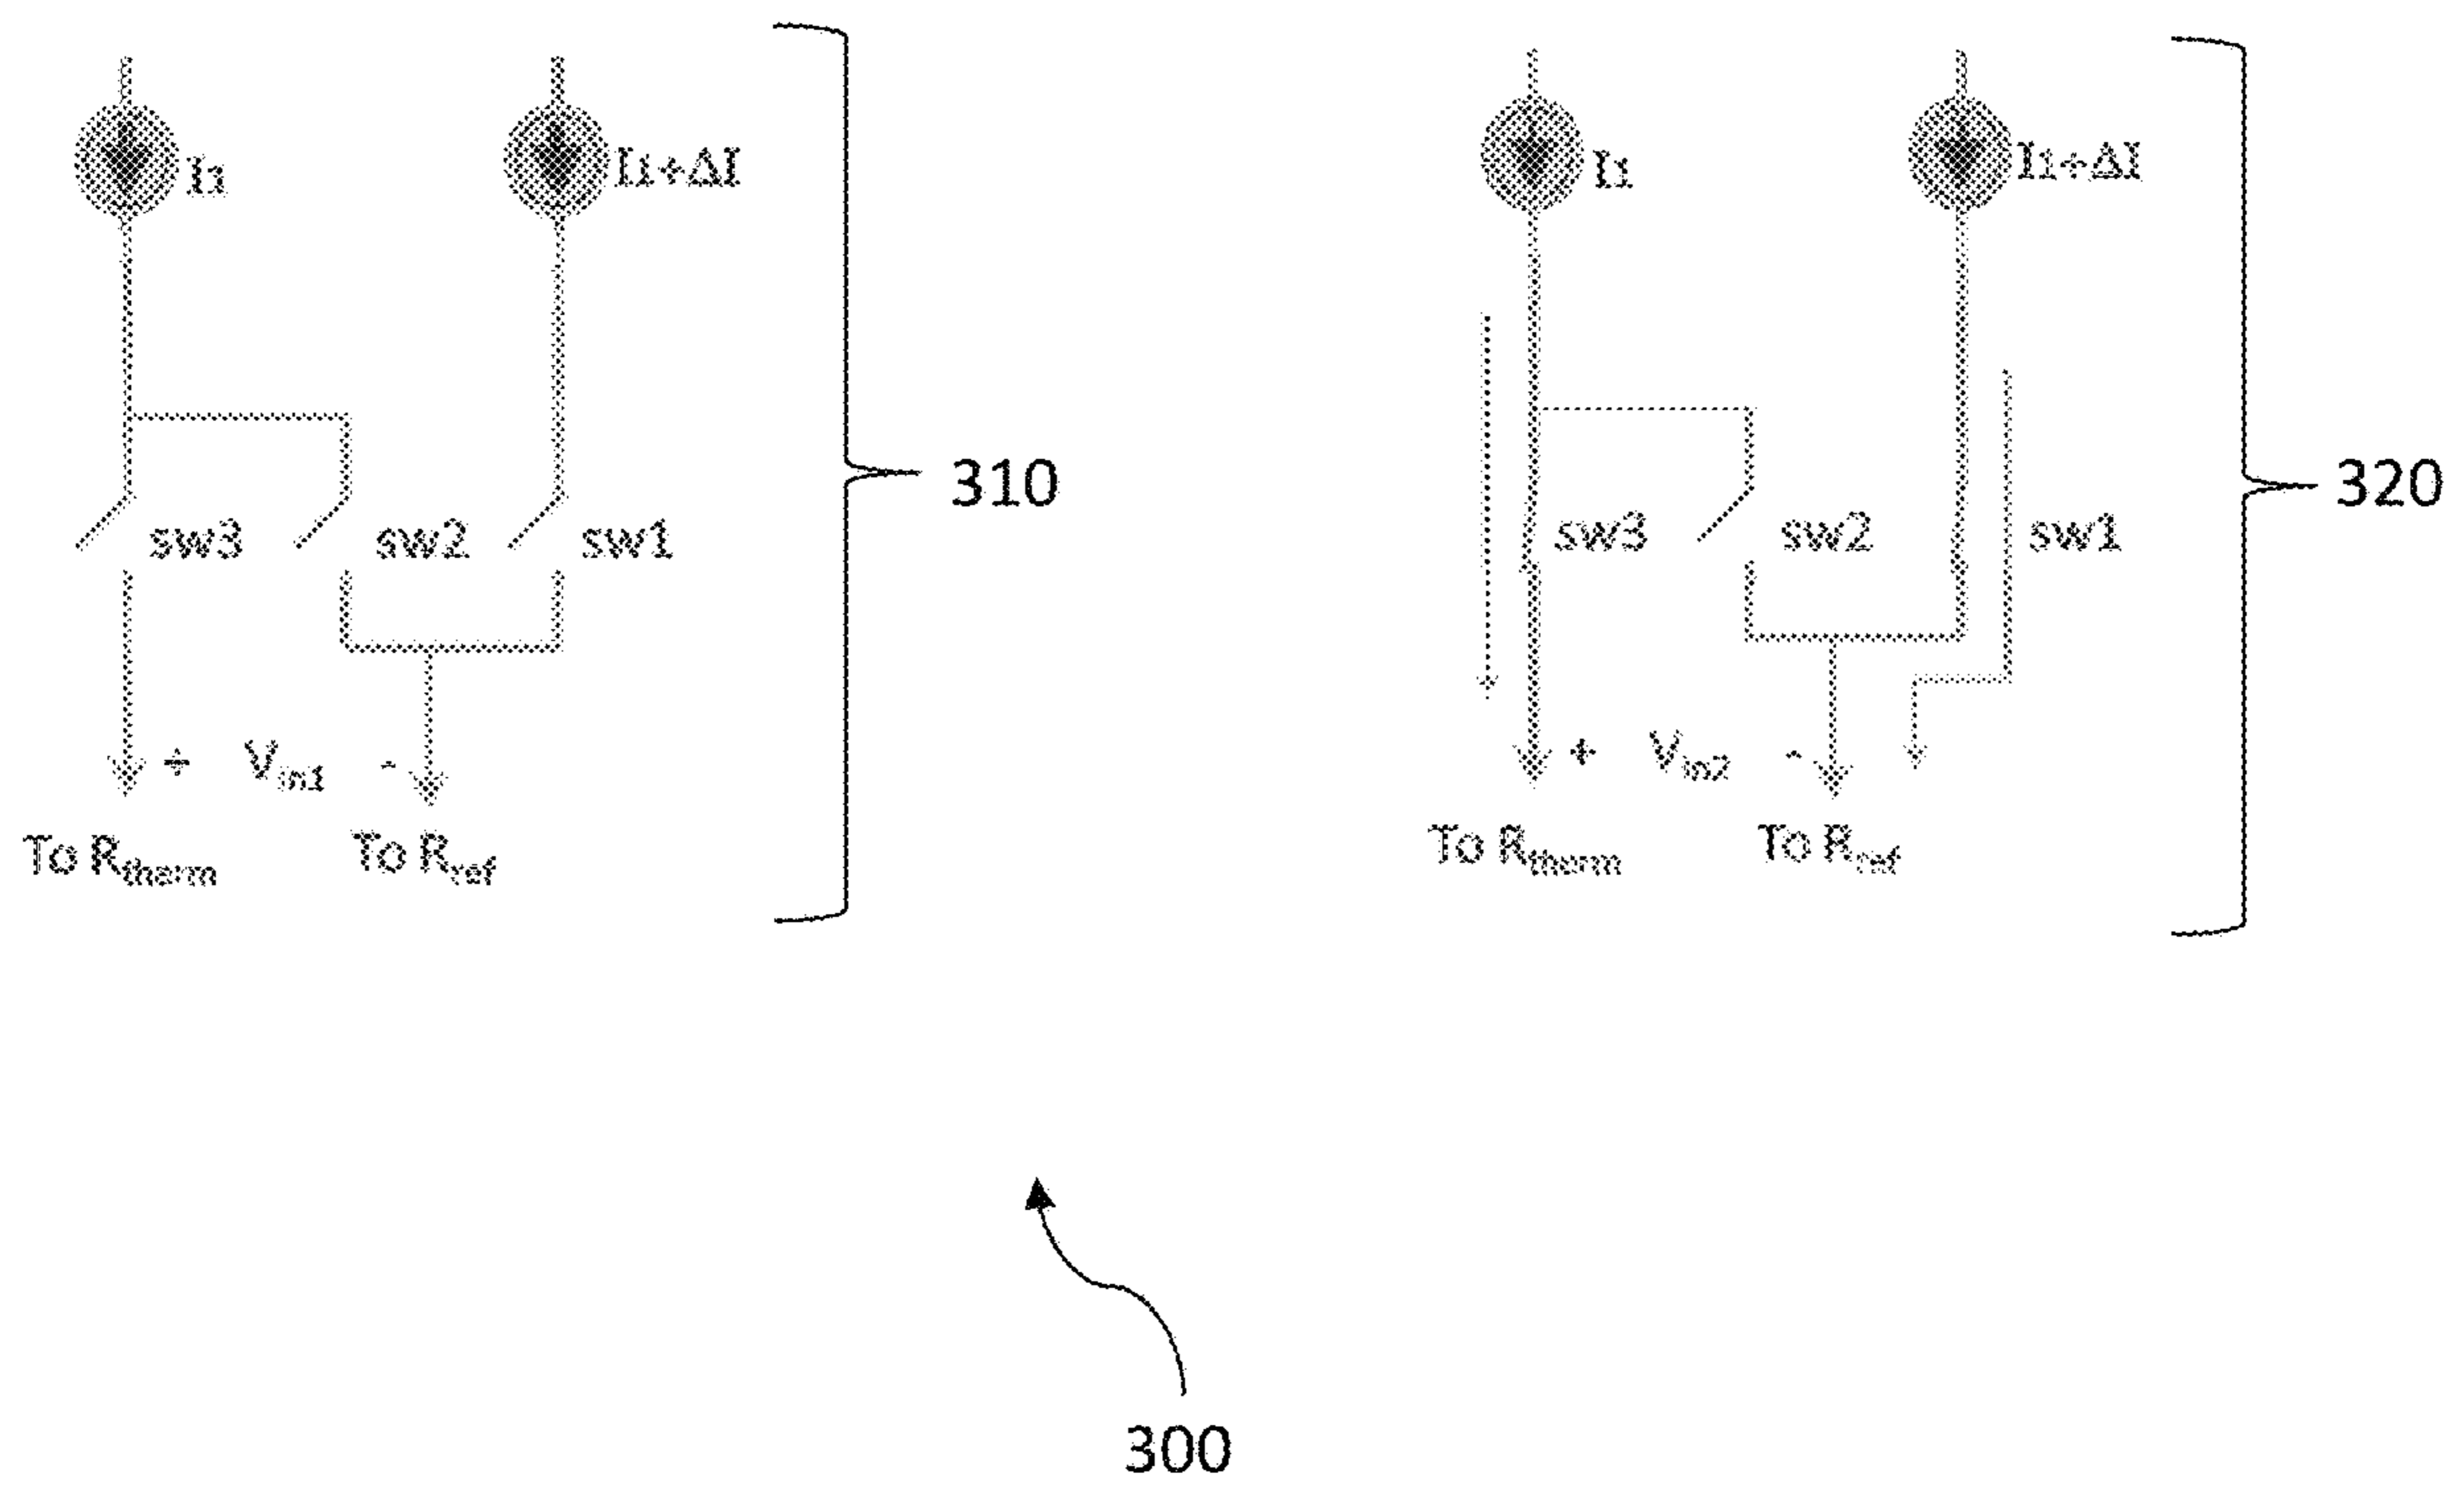 I1 I1+ΔI
310
sw3 sw2 sw1
+ Vin1 -
To Rtherm To Rref
I1 I1+ΔI
320
sw3 sw2 sw1
+ Vin2 -
To Rtherm To Rref
300